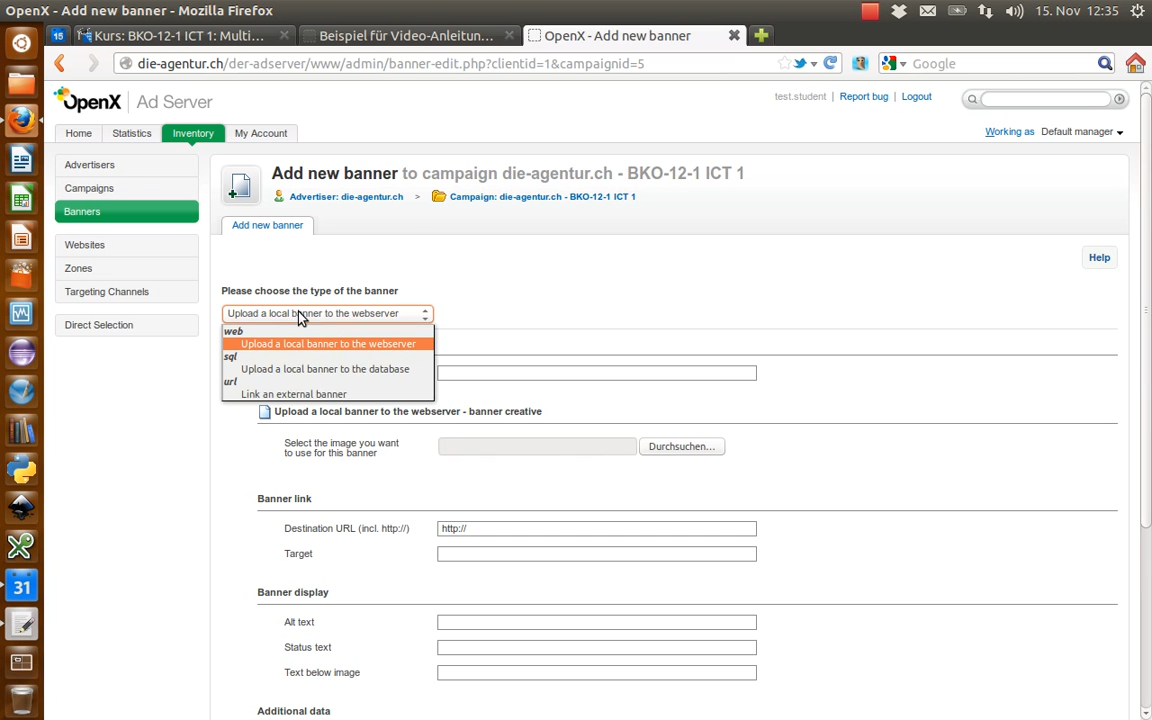 OpenX - Add new banner - Mozilla Firefox
15. Nov 12:35
15
Kurs: BKO-12-1 ICT 1: Multi...
Beispiel für Video-Anleitun...
OpenX - Add new banner
die-agentur.ch/der-adserver/www/admin/banner-edit.php?clientid=1&campaignid=5
Google
OpenX Ad Server
test.student | Report bug | Logout
Home
Statistics
Inventory
My Account
Working as Default manager
Advertisers
Campaigns
Banners
Websites
Zones
Targeting Channels
Direct Selection
Add new banner to campaign die-agentur.ch - BKO-12-1 ICT 1
Advertiser: die-agentur.ch > Campaign: die-agentur.ch - BKO-12-1 ICT 1
Add new banner
Help
Please choose the type of the banner
Upload a local banner to the webserver
web
Upload a local banner to the webserver
sql
Upload a local banner to the database
url
Link an external banner
Upload a local banner to the webserver - banner creative
Select the image you want
to use for this banner
Durchsuchen...
Banner link
Destination URL (incl. http://)
http://
Target
Banner display
Alt text
Status text
Text below image
Additional data
31